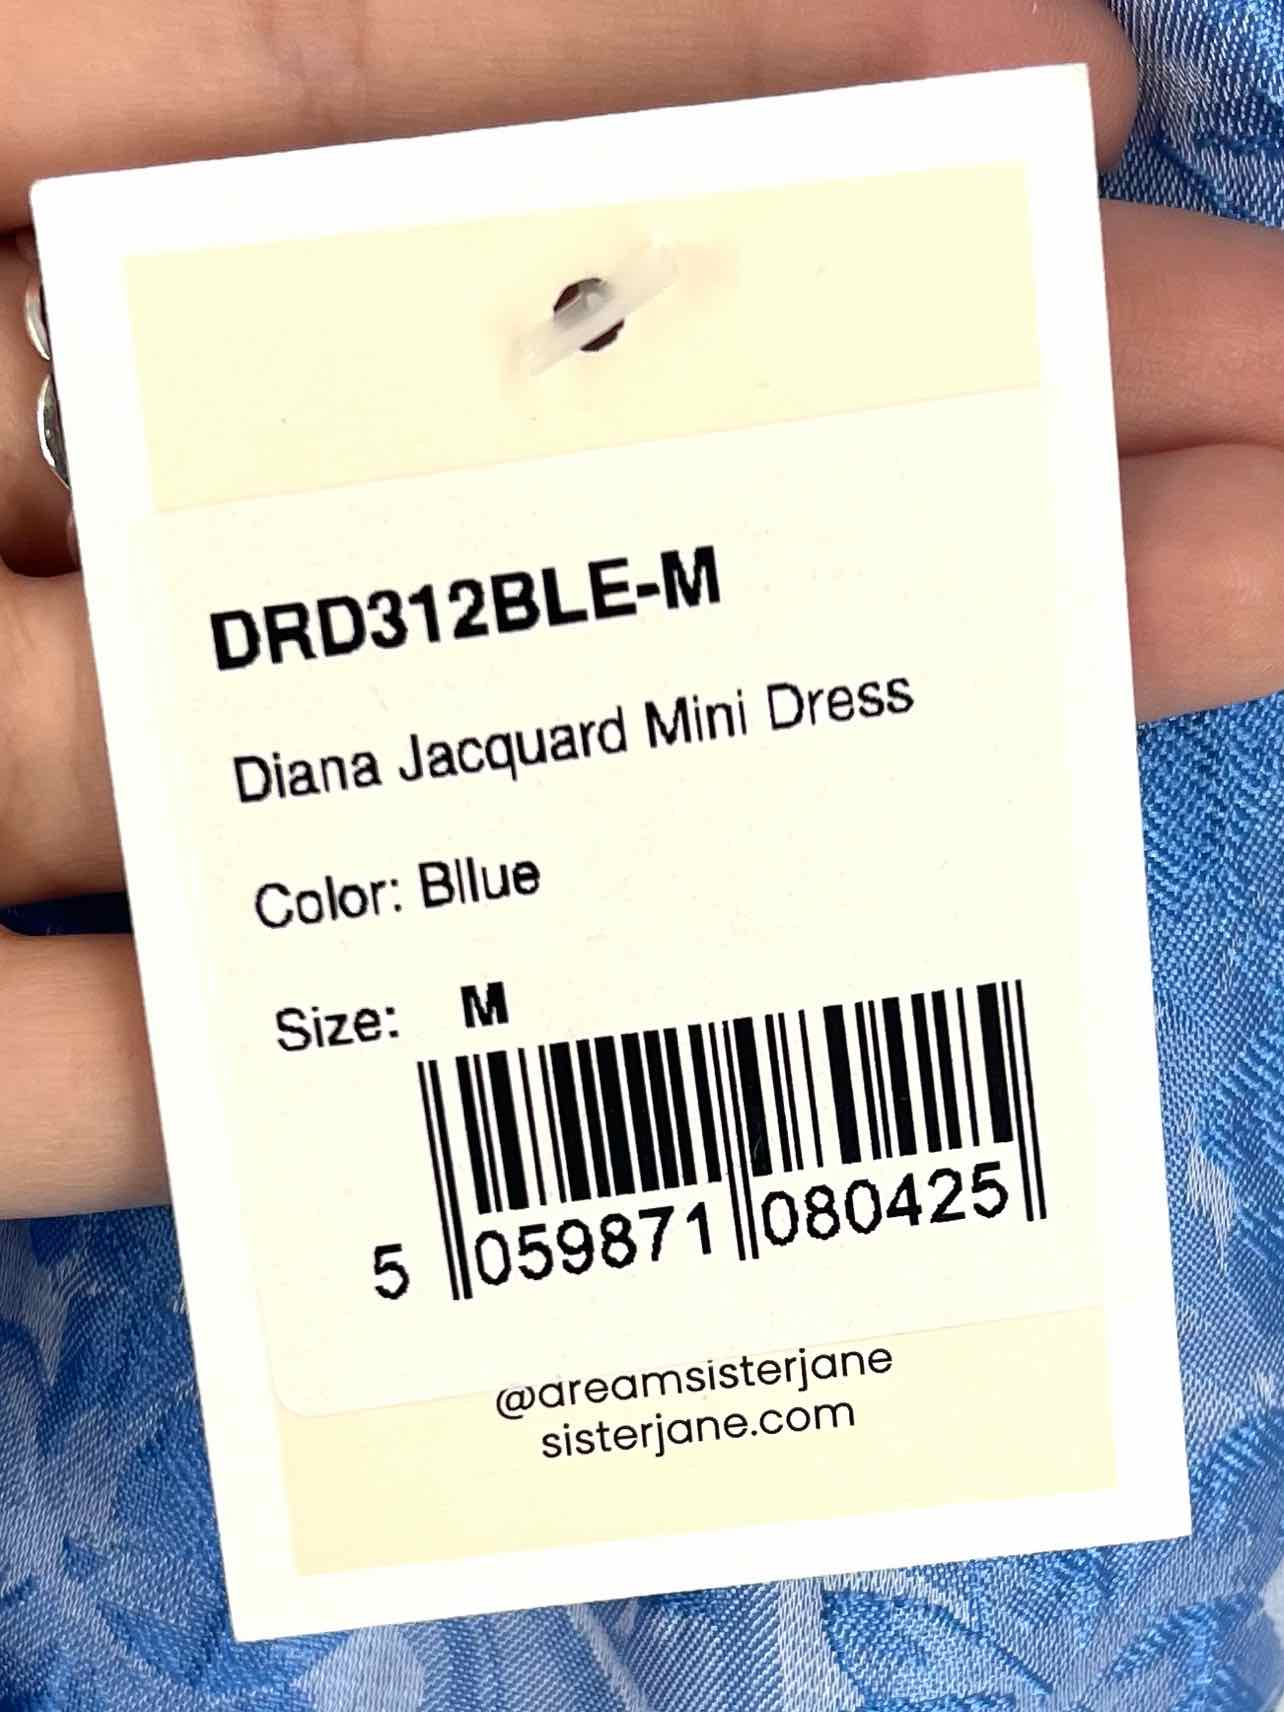 DRD312BLE-M
Diana Jacquard Mini Dress
Color: Bllue
Size: M
5 059871 080425
@dreamsisterjane
sisterjane.com